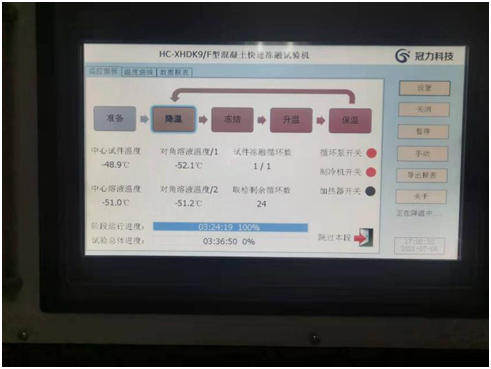 HC-XHDK9/F型混凝土快速冻融试验机
冠力科技
监控面板 温度曲线 数据报表
准备
降温
冻结
升温
保温
中心试件温度 对角溶液温度/1 试件冻融循环数 循环泵开关
-48.9℃ -52.1℃ 1 / 1 制冷机开关
中心溶液温度 对角溶液温度/2 取检剩余循环数 加热器开关
-51.0℃ -51.2℃ 24
阶段运行进度: 03:24:19 100%
试验总体进度: 03:36:50 0%
跳过本段
设置
关闭
暂停
手动
导出报表
关于
正在降温中...